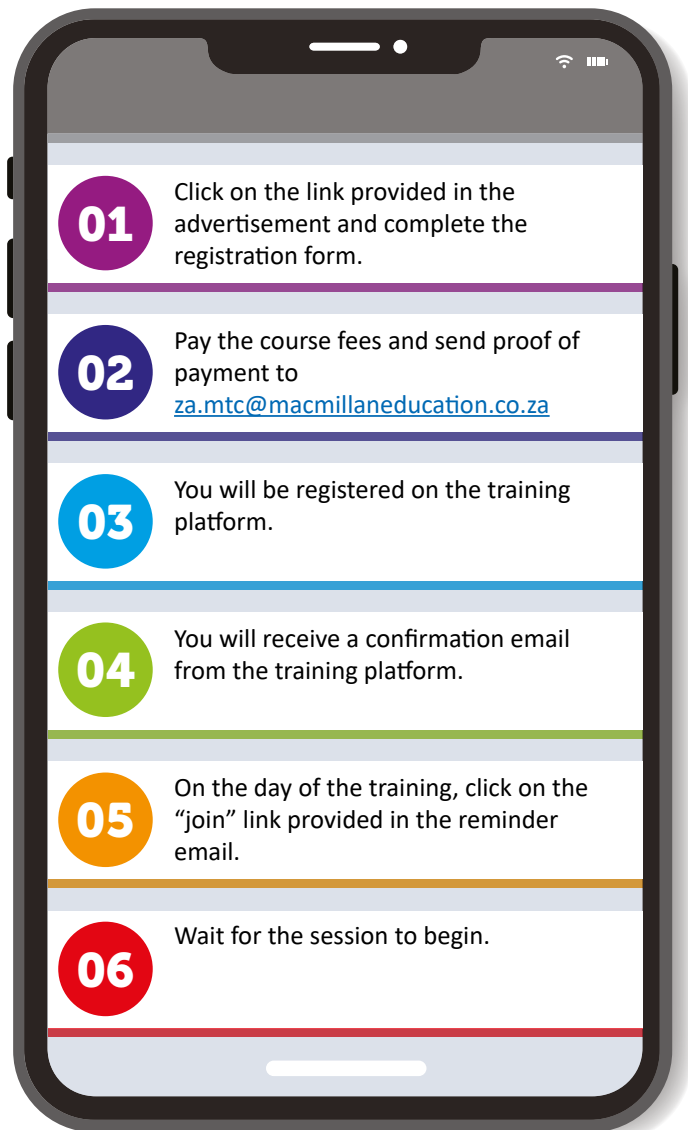 01
Click on the link provided in the
advertisement and complete the
registration form.
02
Pay the course fees and send proof of
payment to
za.mtc@macmillaneducation.co.za
03
You will be registered on the training
platform.
04
You will receive a confirmation email
from the training platform.
05
On the day of the training, click on the
“join” link provided in the reminder
email.
06
Wait for the session to begin.